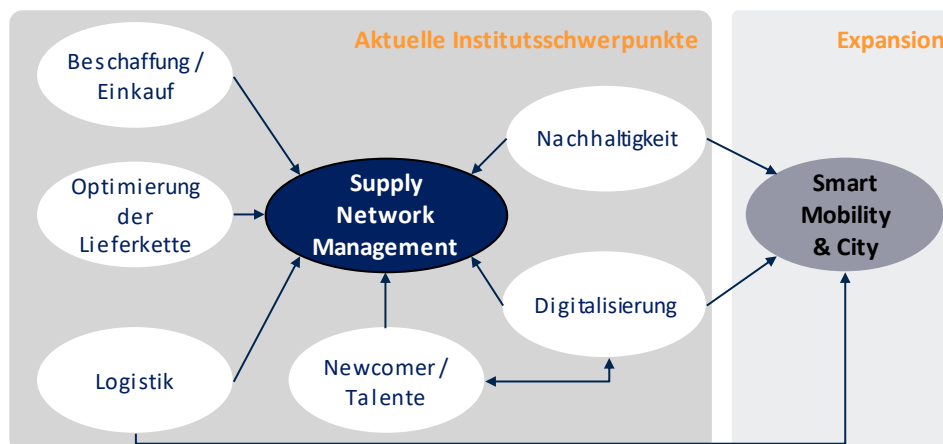 Aktuelle Institutsschwerpunkte
Expansion
Beschaffung /
Einkauf
Nachhaltigkeit
Optimierung
der
Lieferkette
Supply
Network
Management
Smart
Mobility
& City
Digitalisierung
Logistik
Newcomer /
Talente